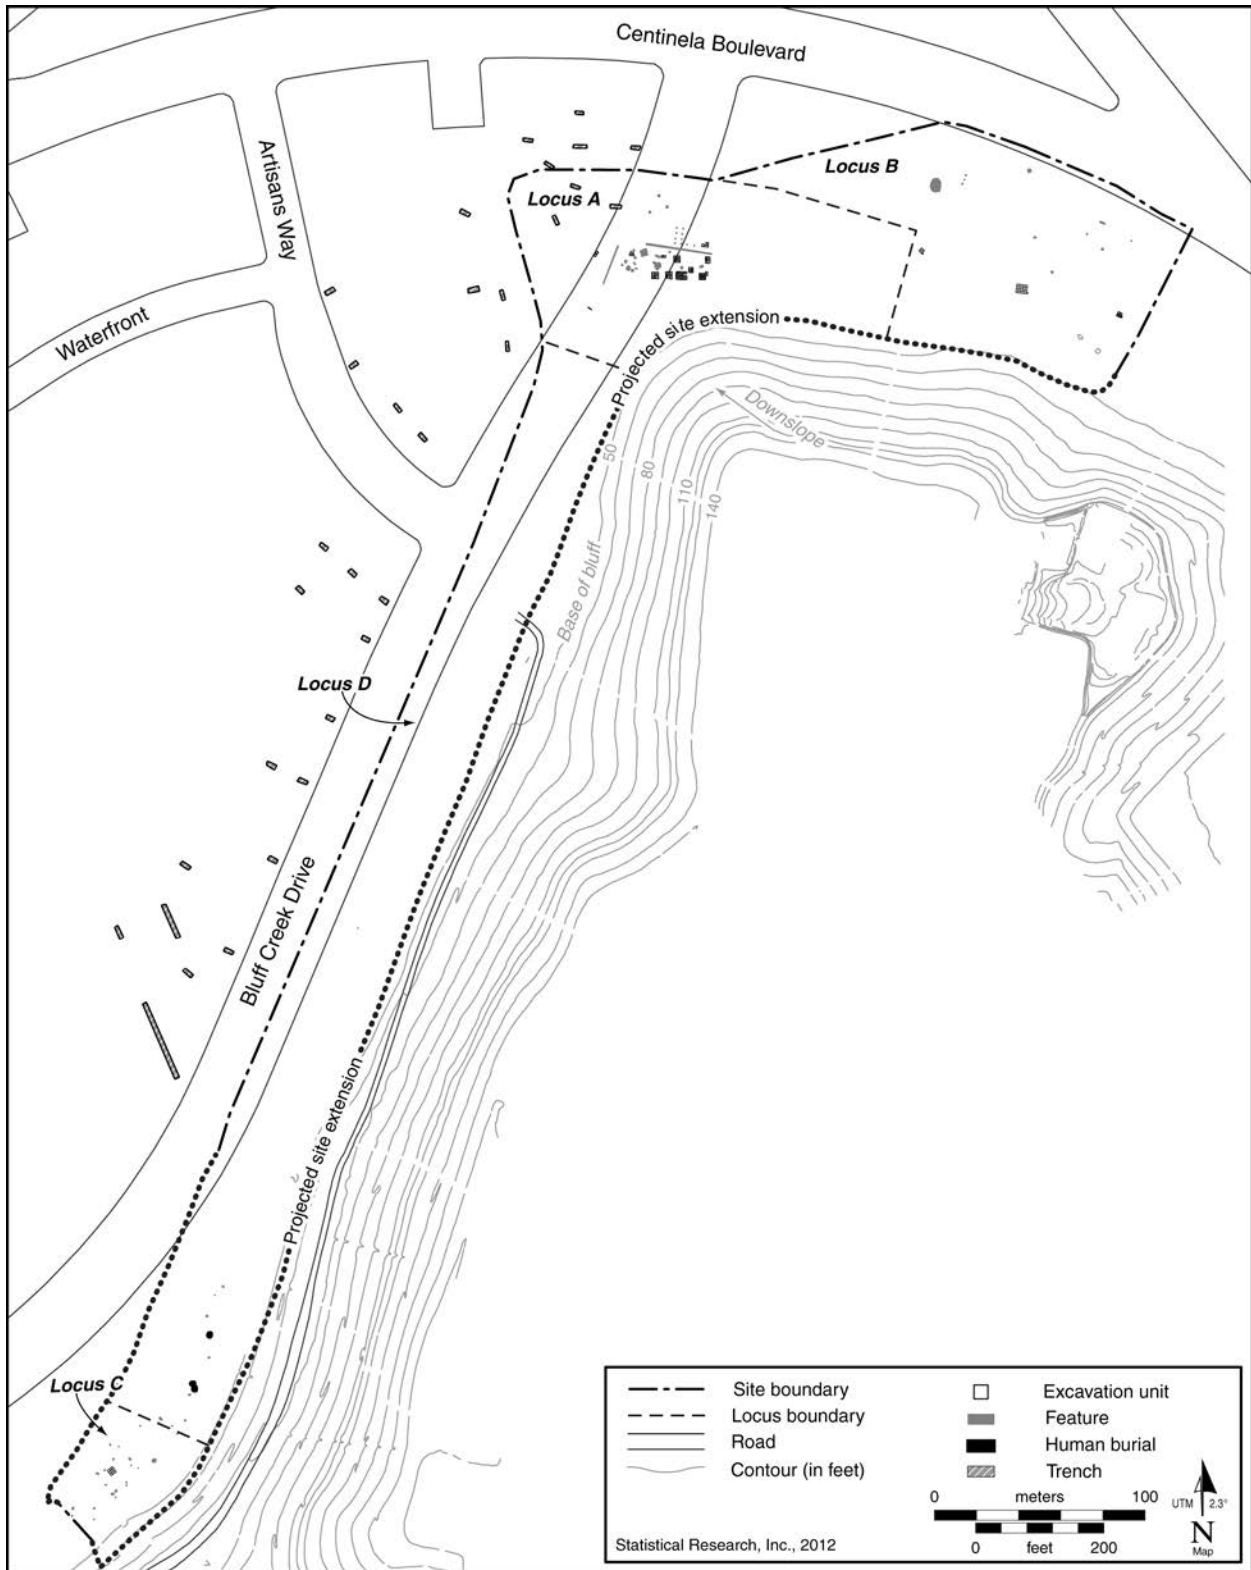 Centinela Boulevard
Artisans Way
Locus A
Locus B
Waterfront
Projected site extension
Downslope
50
80
110
140
Base of bluff
Locus D
Bluff Creek Drive
Projected site extension
Locus C
Site boundary
Locus boundary
Road
Contour (in feet)
Excavation unit
Feature
Human burial
Trench
0 meters 100
0 feet 200
UTM 2.3°
N
Map
Statistical Research, Inc., 2012